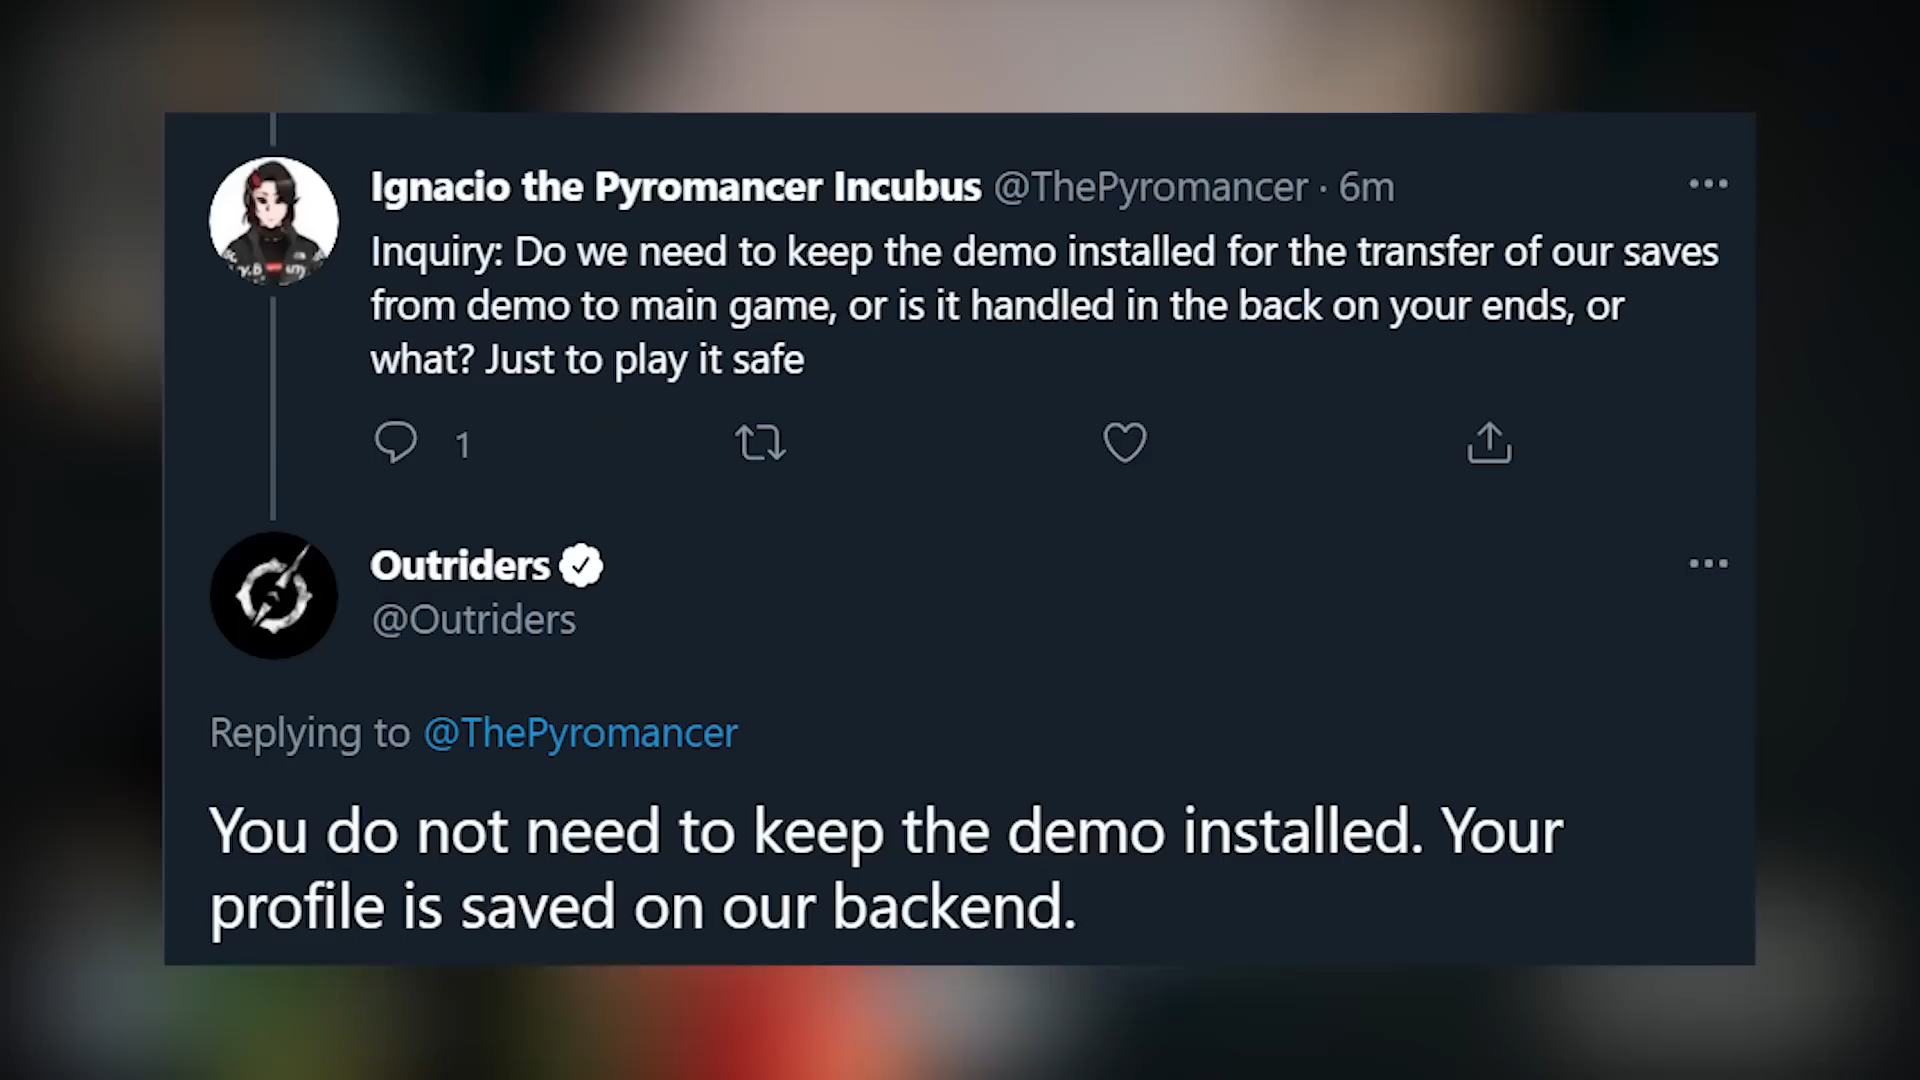 Ignacio the Pyromancer Incubus @ThePyromancer · 6m
Inquiry: Do we need to keep the demo installed for the transfer of our saves
from demo to main game, or is it handled in the back on your ends, or
what? Just to play it safe
1
Outriders
@Outriders
Replying to @ThePyromancer
You do not need to keep the demo installed. Your
profile is saved on our backend.